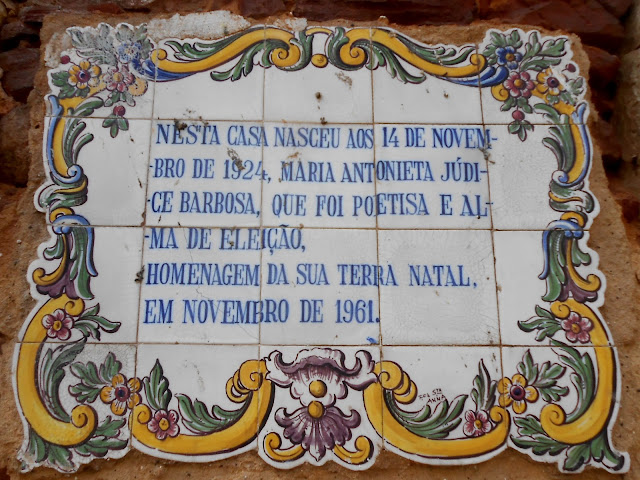 NESTA CASA NASCEU AOS 14 DE NOVEM-
-BRO DE 1924, MARIA ANTONIETA JÚDI-
-CE BARBOSA, QUE FOI POETISA E AL-
-MA DE ELEIÇÃO,
HOMENAGEM DA SUA TERRA NATAL,
EM NOVEMBRO DE 1961.
ANNA